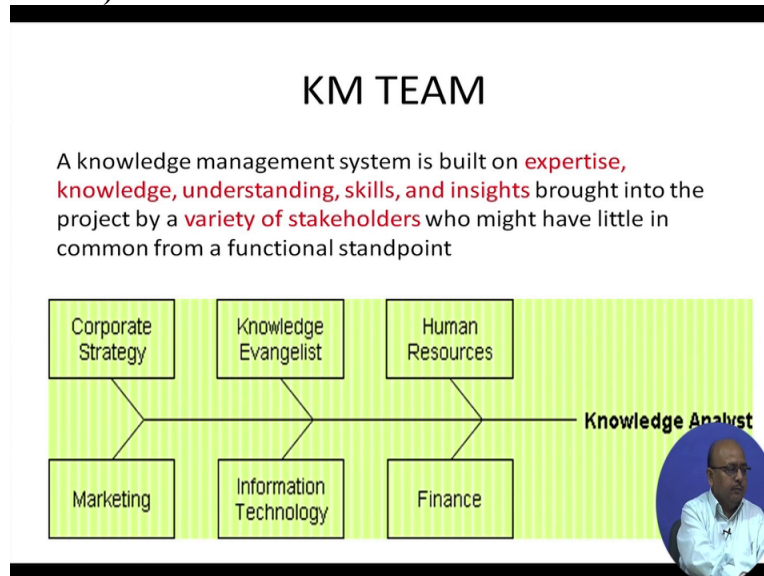 KM TEAM
A knowledge management system is built on expertise,
knowledge, understanding, skills, and insights brought into the
project by a variety of stakeholders who might have little in
common from a functional standpoint
Corporate
Strategy
Knowledge
Evangelist
Human
Resources
Knowledge Analyst
Marketing
Information
Technology
Finance